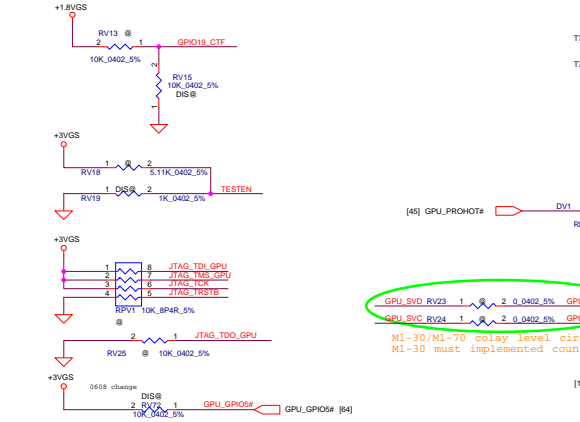 +1.8VGS
RV13 @
2 1 GPIO19_CTF
10K_0402_5%
2
RV15
10K_0402_5%
DIS@
1
+3VGS
1 @ 2
RV18 5.11K_0402_5%
1 DIS@ 2 TESTEN
RV19 1K_0402_5%
[45] GPU_PROHOT# DV1
+3VGS
1 8 JTAG_TDI_GPU
2 7 JTAG_TMS_GPU
3 6 JTAG_TCK
4 5 JTAG_TRSTB
RPV1 10K_8P4R_5%
@
GPU_SVD RV23 1 @ 2 0_0402_5%
GPU_SVC RV24 1 @ 2 0_0402_5%
2 1 JTAG_TDO_GPU
RV25 @ 10K_0402_5%
M1-30/M1-70 colay level cir
M1-30 must implemented coun
+3VGS
0608 change
DIS@
2 RV72 1 GPU_GPIO5# GPU_GPIO5# [64]
10K_0402_5%